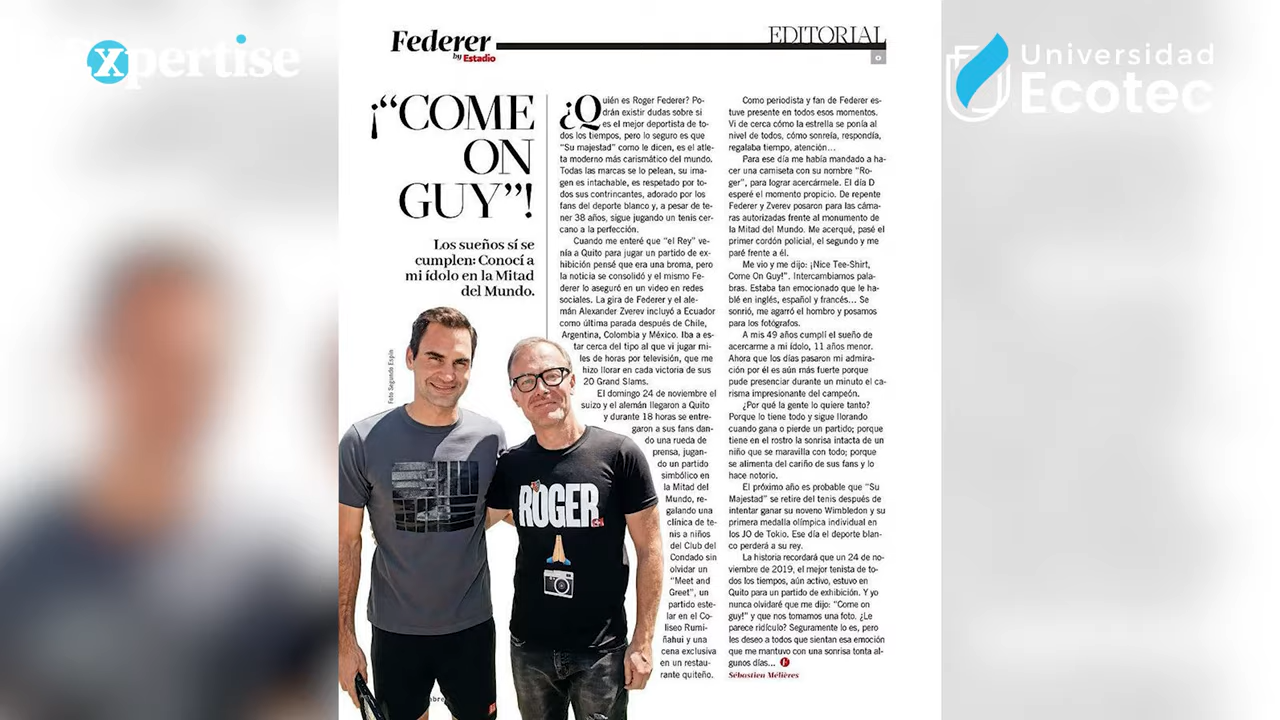 xpertise
Federer
by Estadio
EDITORIAL
Universidad
Ecotec
¡“COME
ON
GUY”!
Los sueños sí se
cumplen: Conocí a
mi ídolo en la Mitad
del Mundo.
Foto Segundo Espín
¿Quién es Roger Federer? Po-
drán existir dudas sobre si
es el mejor deportista de to-
dos los tiempos, pero lo seguro es que
“Su majestad” como le dicen, es el atle-
ta moderno más carismático del mundo.
Todas las marcas se lo pelean, su ima-
gen es intachable, es respetado por to-
dos sus contrincantes, adorado por los
fans del deporte blanco y, a pesar de te-
ner 38 años, sigue jugando un tenis cer-
cano a la perfección.
Cuando me enteré que “el Rey” ve-
nía a Quito para jugar un partido de ex-
hibición pensé que era una broma, pero
la noticia se consolidó y el mismo Fe-
derer lo aseguró en un video en redes
sociales. La gira de Federer y el ale-
mán Alexander Zverev incluyó a Ecuador
como última parada después de Chile,
Argentina, Colombia y México. Iba a es-
tar cerca del tipo al que vi jugar mi-
les de horas por televisión, que me
hizo llorar en cada victoria de sus
20 Grand Slams.
El domingo 24 de noviembre el
suizo y el alemán llegaron a Quito
y durante 18 horas se entre-
garon a sus fans dan-
do una rueda de
prensa, jugan-
do un partido
simbólico en
la Mitad del
Mundo, re-
galando una
clínica de te-
nis a niños
del Club del
Condado sin
olvidar un
“Meet and
Greet”, un
partido este-
lar en el Co-
liseo Rumi-
ñahui y una
cena exclusiva
en un restau-
rante quiteño.
Como periodista y fan de Federer es-
tuve presente en todos esos momentos.
Vi de cerca cómo la estrella se ponía al
nivel de todos, cómo sonreía, respondía,
regalaba tiempo, atención…
Para ese día me había mandado a ha-
cer una camiseta con su nombre “Ro-
ger”, para lograr acercármele. El día D
esperé el momento propicio. De repente
Federer y Zverev posaron para las cáma-
ras autorizadas frente al monumento de
la Mitad del Mundo. Me acerqué, pasé el
primer cordón policial, el segundo y me
paré frente a él.
Me vio y me dijo: ¡Nice Tee-Shirt,
Come On Guy!”. Intercambiamos pala-
bras. Estaba tan emocionado que le ha-
blé en inglés, español y francés… Se
sonrió, me agarró el hombro y posamos
para los fotógrafos.
A mis 49 años cumplí el sueño de
acercarme a mi ídolo, 11 años menor.
Ahora que los días pasaron mi admira-
ción por él es aún más fuerte porque
pude presenciar durante un minuto el ca-
risma impresionante del campeón.
¿Por qué la gente lo quiere tanto?
Porque lo tiene todo y sigue llorando
cuando gana o pierde un partido; porque
tiene en el rostro la sonrisa intacta de un
niño que se maravilla con todo; porque
se alimenta del cariño de sus fans y lo
hace notorio.
El próximo año es probable que “Su
Majestad” se retire del tenis después de
intentar ganar su noveno Wimbledon y su
primera medalla olímpica individual en
los JO de Tokio. Ese día el deporte blan-
co perderá a su rey.
La historia recordará que un 24 de no-
viembre de 2019, el mejor tenista de to-
dos los tiempos, aún activo, estuvo en
Quito para un partido de exhibición. Y yo
nunca olvidaré que me dijo: “Come on
guy!” y que nos tomamos una foto. ¿Le
parece ridículo? Seguramente lo es, pero
les deseo a todos que sientan esa emoción
que me mantuvo con una sonrisa tonta al-
gunos días…
Sébastien Mélières
ROGER